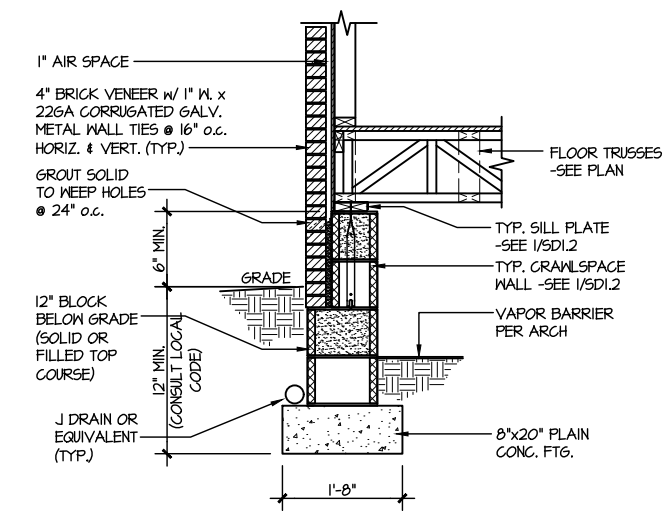 1" AIR SPACE
4" BRICK VENEER W/ 1" W. x
22GA CORRUGATED GALV.
METAL WALL TIES @ 16" o.c.
HORIZ. & VERT. (TYP.)
GROUT SOLID
TO WEEP HOLES
@ 24" o.c.
6" MIN.
GRADE
12" BLOCK
BELOW GRADE
(SOLID OR
FILLED TOP
COURSE)
12" MIN.
(CONSULT LOCAL
CODE)
J DRAIN OR
EQUIVALENT
(TYP.)
FLOOR TRUSSES
-SEE PLAN
TYP. SILL PLATE
-SEE 1/SD1.2
TYP. CRAWLSPACE
WALL -SEE 1/SD1.2
VAPOR BARRIER
PER ARCH
8"x20" PLAIN
CONC. FTG.
1'-8"